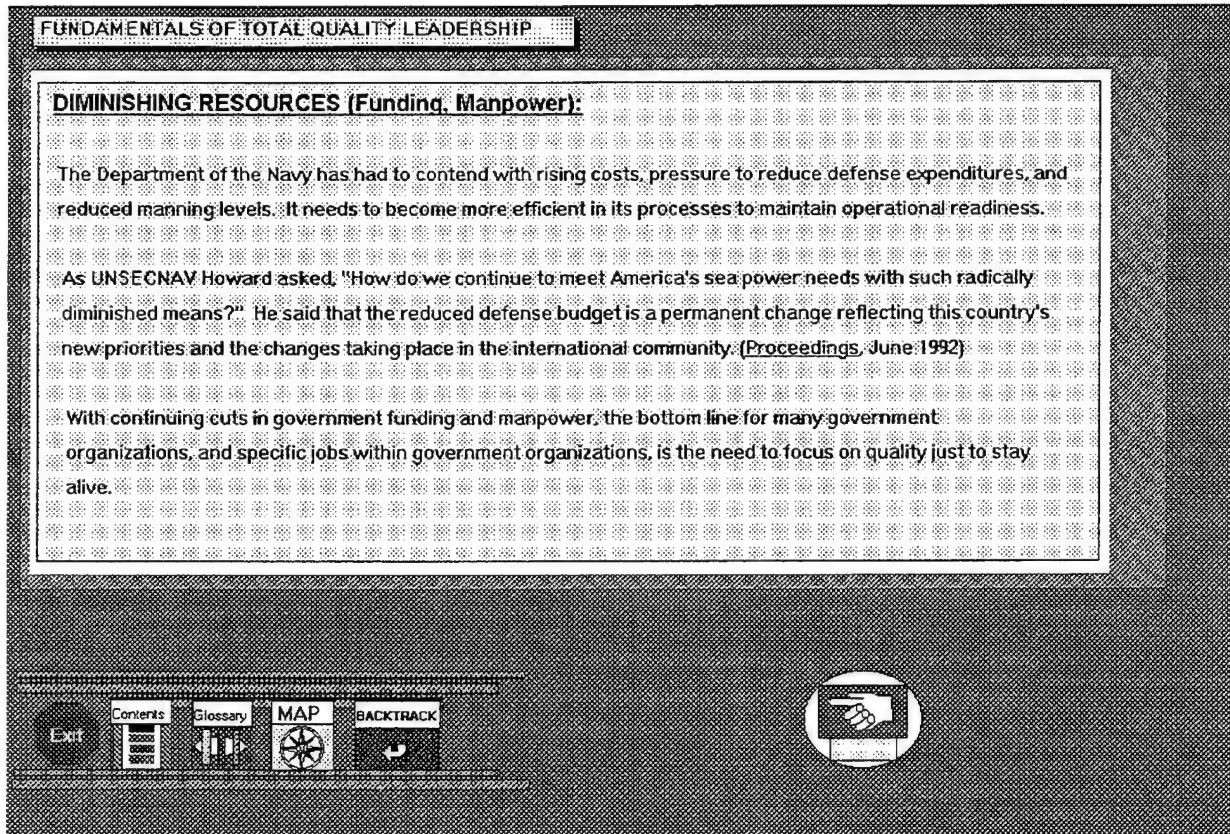 FUNDAMENTALS OF TOTAL QUALITY LEADERSHIP
DIMINISHING RESOURCES (Funding, Manpower):
The Department of the Navy has had to contend with rising costs, pressure to reduce defense expenditures, and
reduced manning levels. It needs to become more efficient in its processes to maintain operational readiness.
As UNSECNAV Howard asked, "How do we continue to meet America's sea power needs with such radically
diminished means?" He said that the reduced defense budget is a permanent change reflecting this country's
new priorities and the changes taking place in the international community. (Proceedings, June 1992)
With continuing cuts in government funding and manpower, the bottom line for many government
organizations, and specific jobs within government organizations, is the need to focus on quality just to stay
alive.
Exit
Contents
Glossary
MAP
BACKTRACK